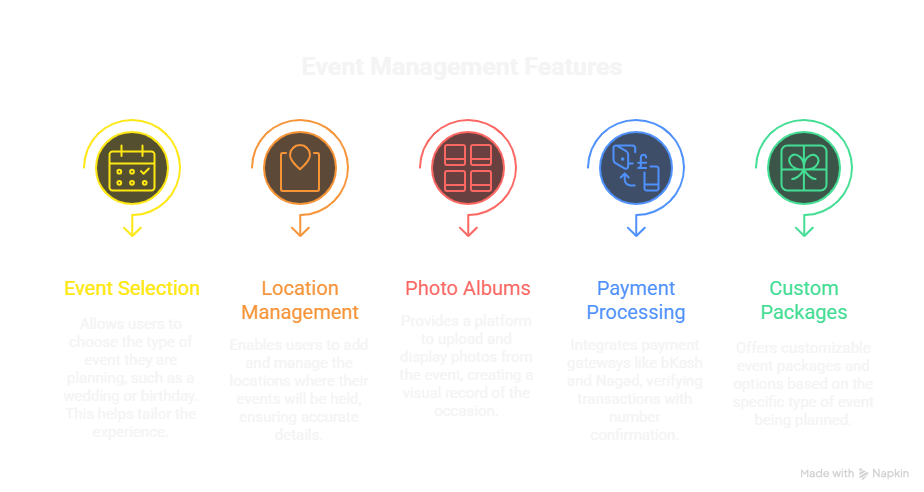 Event Management Features
Event Selection
Allows users to
choose the type of
event they are
planning, such as a
wedding or birthday.
This helps tailor the
experience.
Location
Management
Enables users to add
and manage the
locations where their
events will be held,
ensuring accurate
details.
Photo Albums
Provides a platform
to upload and
display photos from
the event, creating a
visual record of the
occasion.
Payment
Processing
Integrates payment
gateways like bKash
and Nagad, verifying
transactions with
number
confirmation.
Custom
Packages
Offers customizable
event packages and
options based on the
specific type of event
being planned.
Made with Napkin